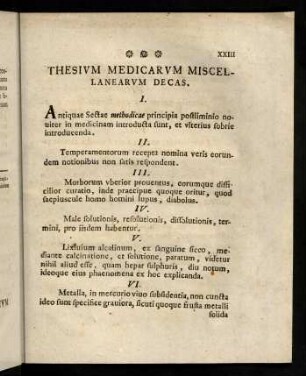 XXIII
THESIVM MEDICARVM MISCEL-
LANEARVM DECAS.
I.
Antiquae Sectae methodicae principia postliminio no-
uiter in medicinam introducta sunt, et vlterius sobrie
introducenda.
II.
Temperamentorum recepta nomina veris eorun-
dem notionibus non satis respondent.
III.
Morborum vberior prouentus, eorumque diffi-
cilior curatio, inde praecipue quoque oritur, quod
saepiuscule homo homini lupus, diabolus.
IV.
Male solutionis, resolutionis, dissolutionis, ter-
mini, pro iisdem habentur.
V.
Lixiuium alcalinum, ex sanguine sicco, me-
diante calcinatione, et solutione, paratum, videtur
nihil aliud esse, quam hepar sulphuris, diu notum,
ideoque eius phaenomena ex hoc explicanda.
VI.
Metalla, in mercurio viuo subsidentia, non cuncta
ideo sunt specifice grauiora, sicuti quoque frusta metalli
solida